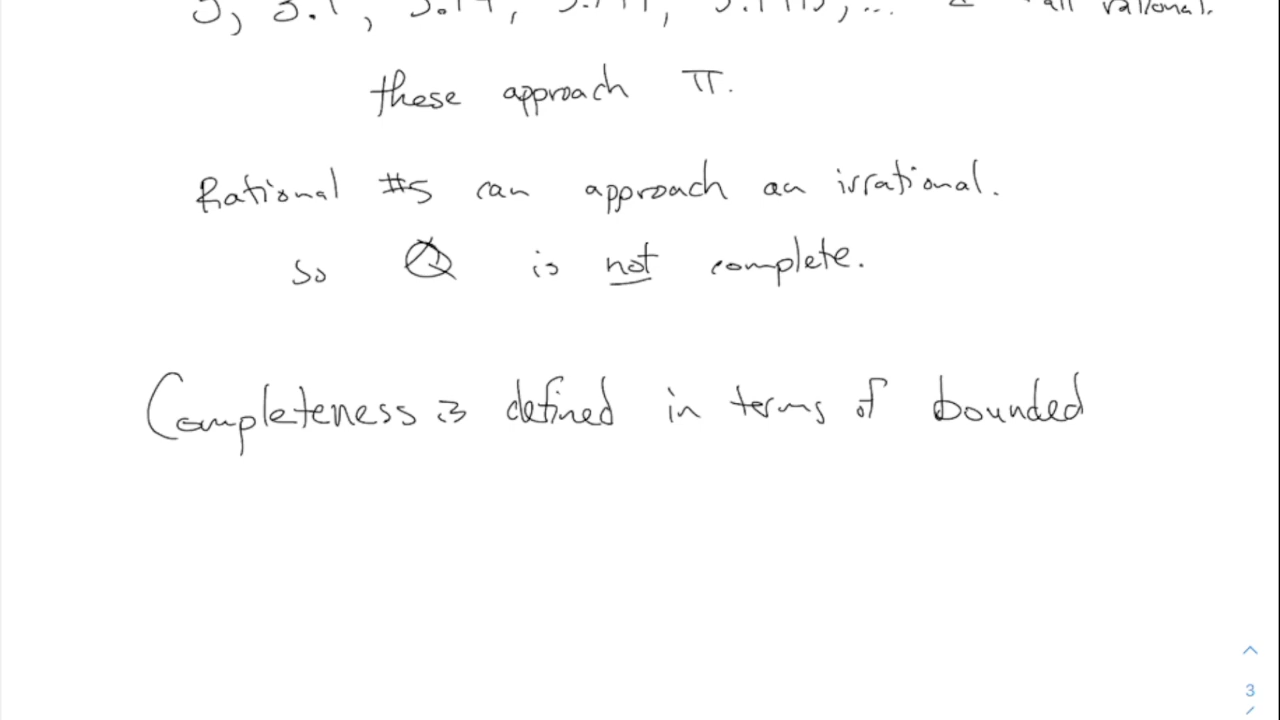 these approach π.
Rational #s can approach an irrational.
so ℚ is not complete.
Completeness is defined in terms of bounded
3